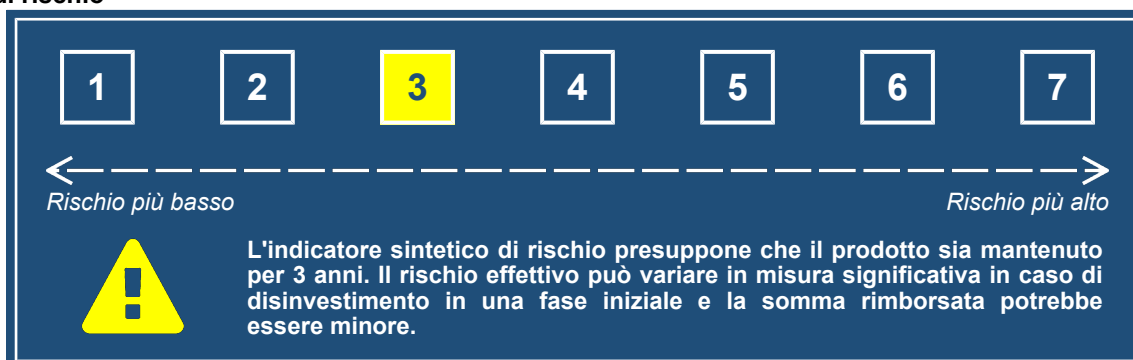 di rischio
1 2 3 4 5 6 7
Rischio più basso Rischio più alto
L'indicatore sintetico di rischio presuppone che il prodotto sia mantenuto
per 3 anni. Il rischio effettivo può variare in misura significativa in caso di
disinvestimento in una fase iniziale e la somma rimborsata potrebbe
essere minore.